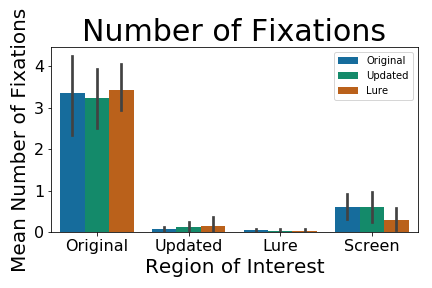 Number of Fixations
Mean Number of Fixations
4
3
2
1
0
Original
Updated
Lure
Original
Updated
Lure
Screen
Region of Interest